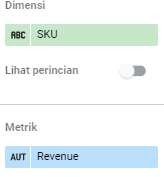 Dimensi
ABC SKU
Lihat perincian
Metrik
AUT Revenue